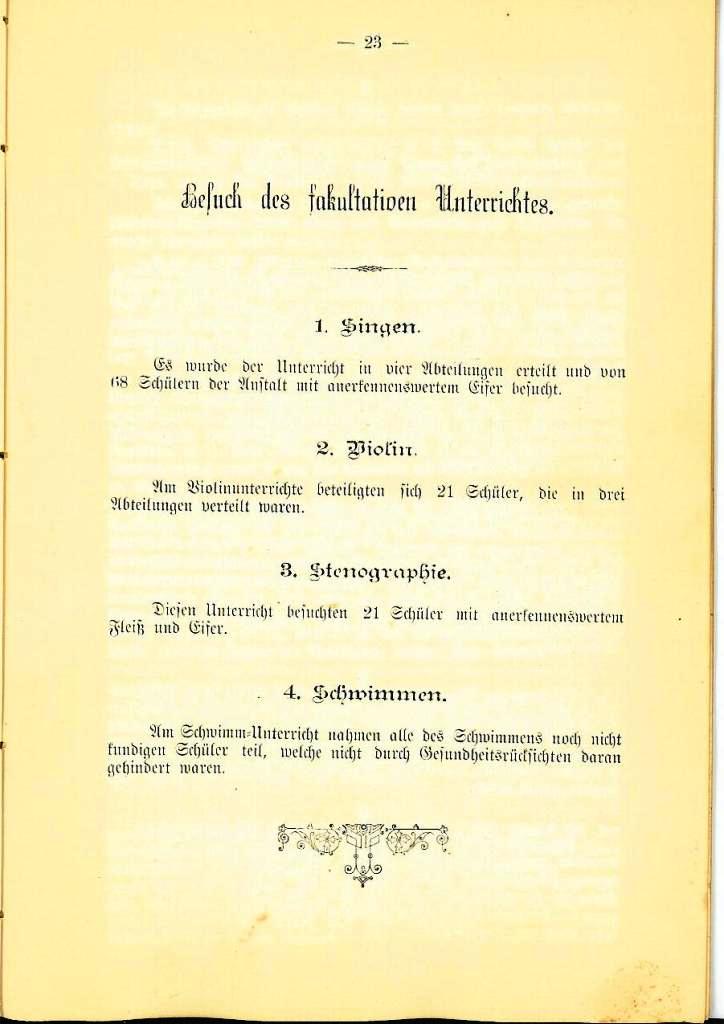 — 23 —
Besuch des fakultativen Unterrichtes.
1. Singen.
Es wurde der Unterricht in vier Abteilungen erteilt und von
68 Schülern der Anstalt mit anerkennenswertem Eifer besucht.
2. Violin.
Am Violinunterrichte beteiligten sich 21 Schüler, die in drei
Abteilungen verteilt waren.
3. Stenographie.
Diesen Unterricht besuchten 21 Schüler mit anerkennenswertem
Fleiß und Eifer.
4. Schwimmen.
Am Schwimm-Unterricht nahmen alle des Schwimmens noch nicht
kundigen Schüler teil, welche nicht durch Gesundheitsrücksichten daran
gehindert waren.